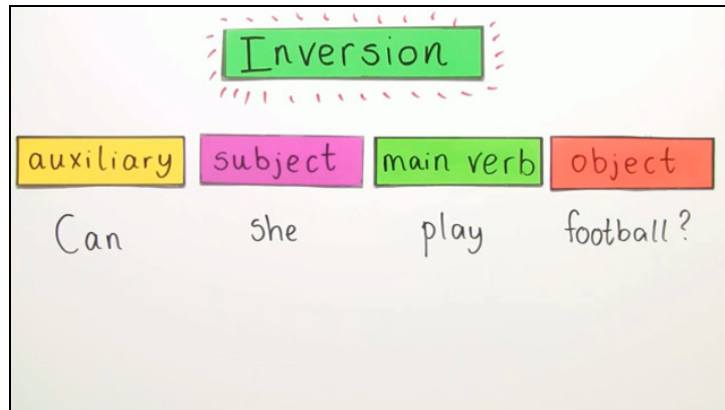 Inversion
auxiliary subject main verb object
Can she play football?